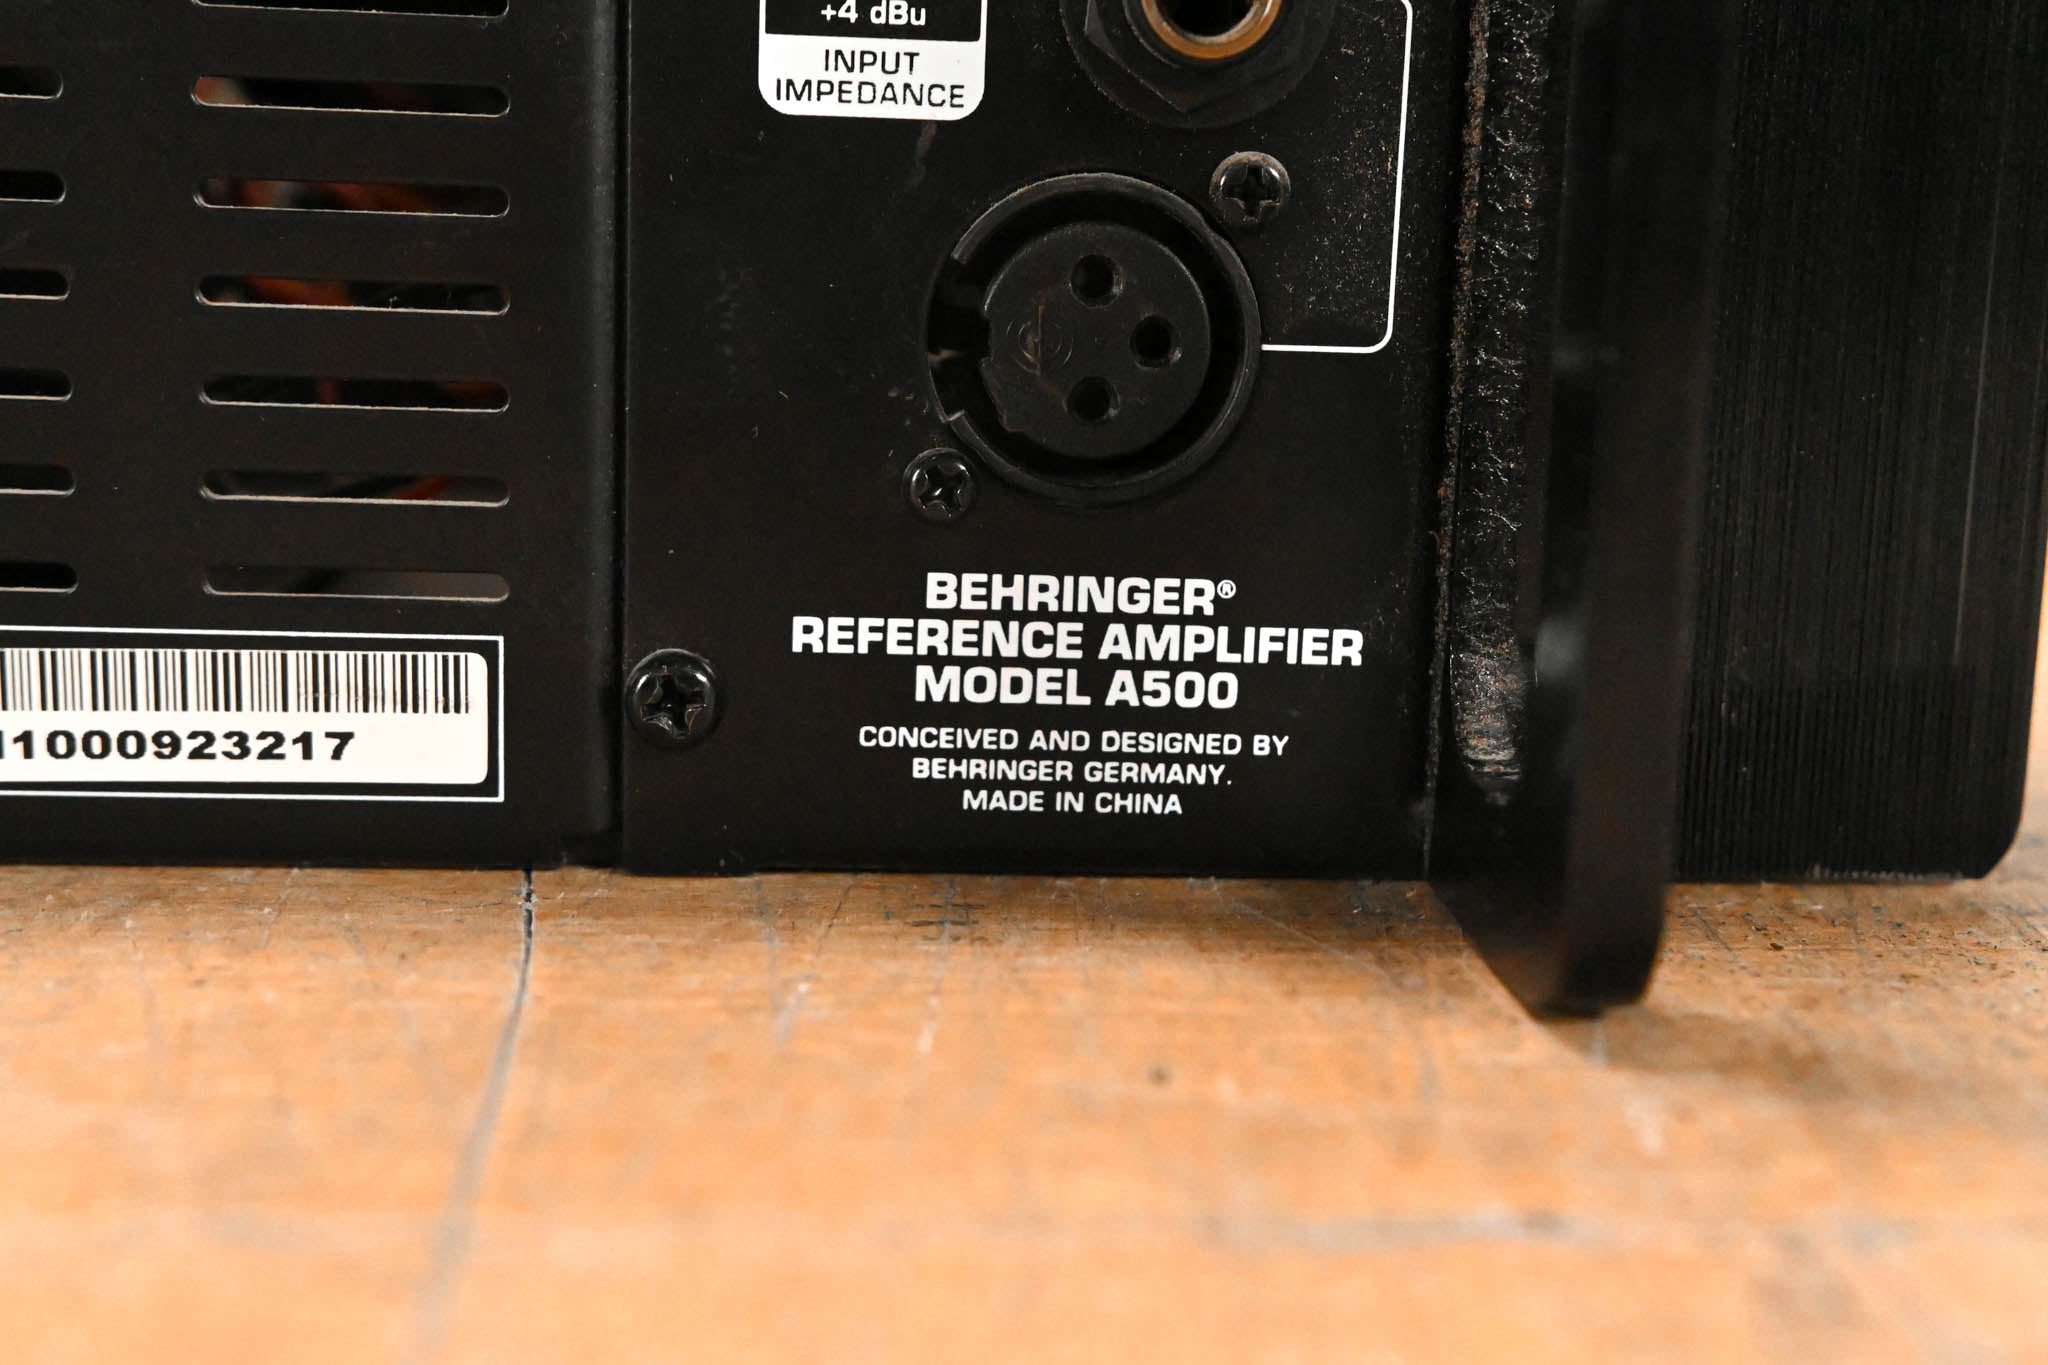 +4 dBu
INPUT
IMPEDANCE
BEHRINGER®
REFERENCE AMPLIFIER
MODEL A500
CONCEIVED AND DESIGNED BY
BEHRINGER GERMANY.
MADE IN CHINA
1000923217